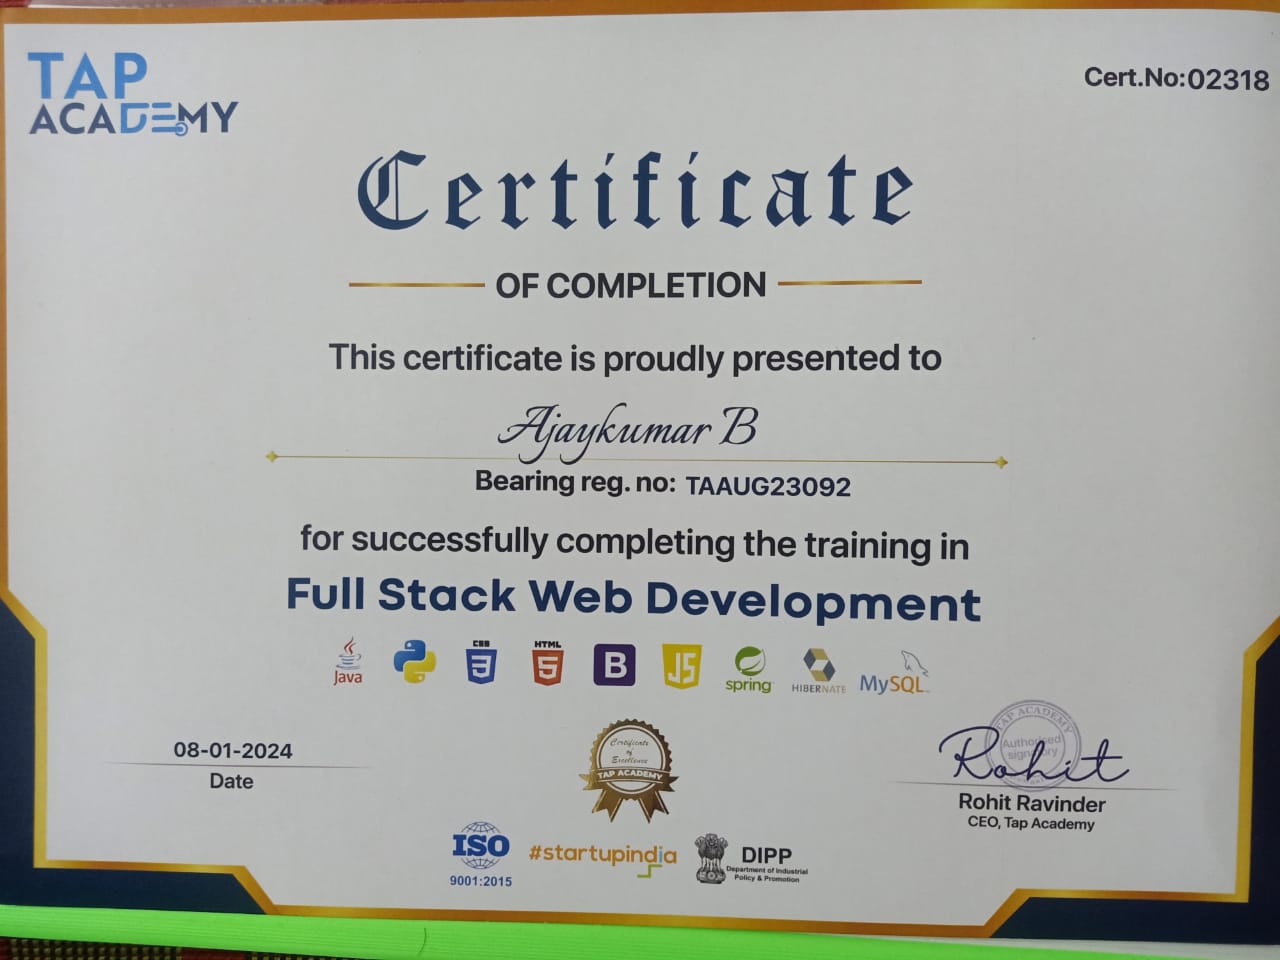 TAP
ACADEMY
Cert.No:02318
Certificate
OF COMPLETION
This certificate is proudly presented to
Ajaykumar B
Bearing reg. no: TAAUG23092
for successfully completing the training in
Full Stack Web Development
Java
CSS
3
HTML
5
B
JS
spring
HIBERNATE
MySQL
08-01-2024
Date
Certificate
of
Excellence
TAP ACADEMY
TAP ACADEMY
Authorised
signatory
Rohit
Rohit Ravinder
CEO, Tap Academy
ISO
9001:2015
#startupindia
DIPP
Department of Industrial
Policy & Promotion